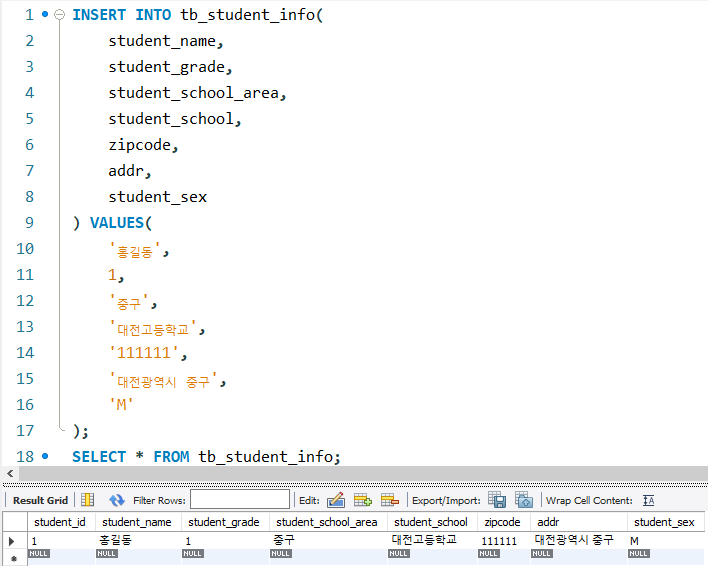 1 INSERT INTO tb_student_info(
2 student_name,
3 student_grade,
4 student_school_area,
5 student_school,
6 zipcode,
7 addr,
8 student_sex
9 ) VALUES(
10 '홍길동',
11 1,
12 '중구',
13 '대전고등학교',
14 '111111',
15 '대전광역시 중구',
16 'M'
17 );
18 SELECT * FROM tb_student_info;
Result Grid Filter Rows: Edit: Export/Import: Wrap Cell Content: IA
student_id student_name student_grade student_school_area student_school zipcode addr student_sex
1 홍길동 1 중구 대전고등학교 111111 대전광역시 중구 M
NULL NULL NULL NULL NULL NULL NULL NULL